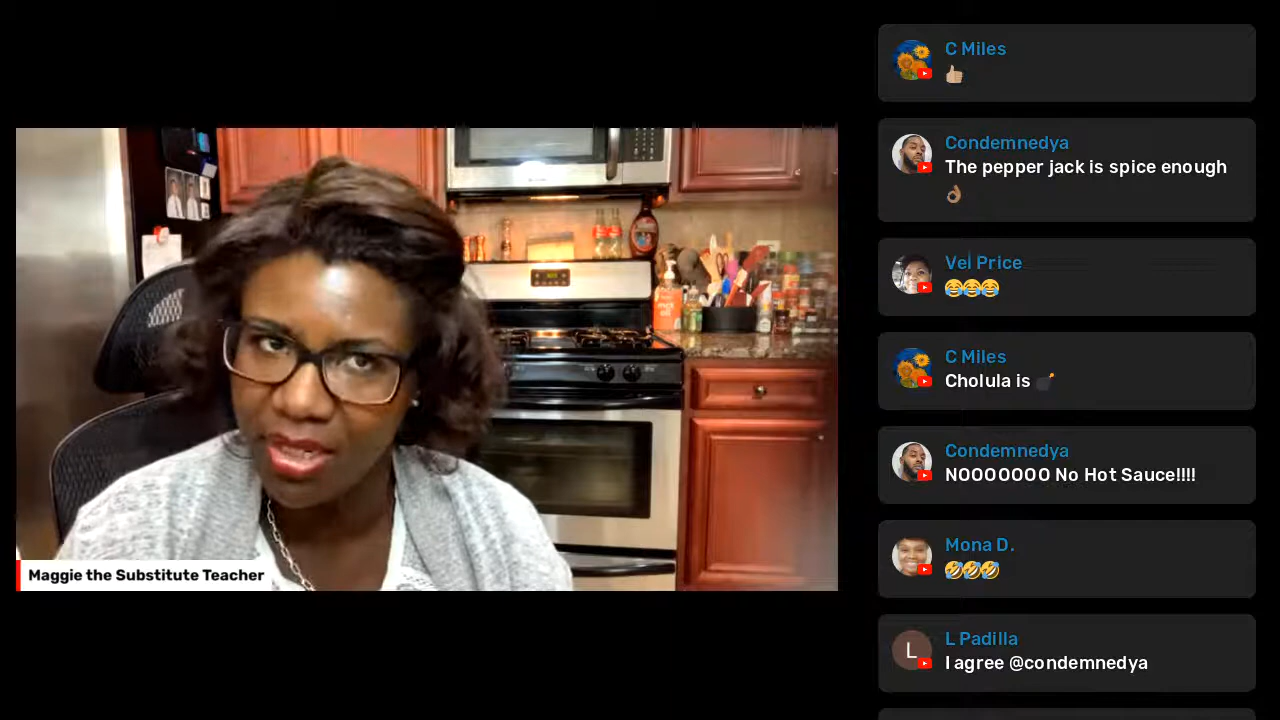 C Miles
Condemnedya
The pepper jack is spice enough
Vel Price
C Miles
Cholula is
Condemnedya
NOOOOOOO No Hot Sauce!!!!
Mona D.
L
L Padilla
I agree @condemnedya
Maggie the Substitute Teacher